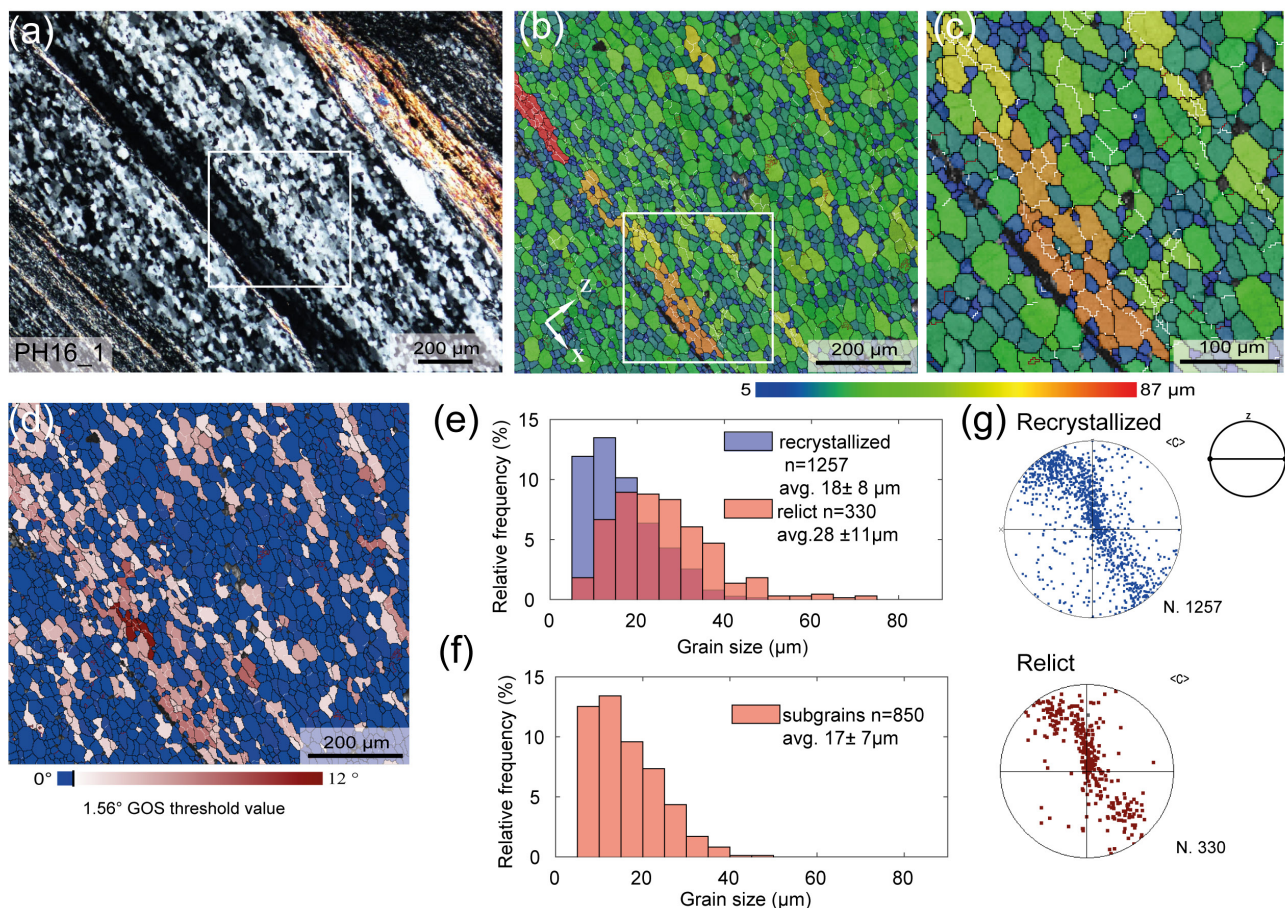 (a)
PH16_1
200 µm
(b)
z
x
200 µm
(c)
100 µm
5
87 µm
(d)
200 µm
0°
12 °
1.56° GOS threshold value
(e)
Relative frequency (%)
15
10
5
0
recrystallized
n=1257
avg. 18± 8 µm
relict n=330
avg.28 ±11µm
0
20
40
60
80
Grain size (µm)
(f)
Relative frequency (%)
15
10
5
0
subgrains n=850
avg. 17± 7µm
0
20
40
60
80
Grain size (µm)
(g)
Recrystallized
<C>
z
X
N. 1257
Relict
<C>
N. 330